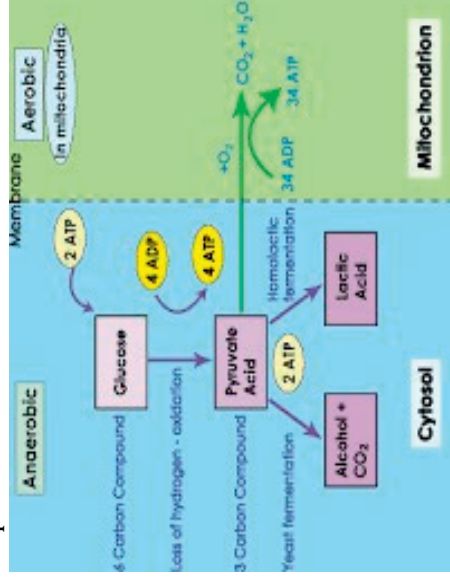 Anaerobic
Membrane
Aerobic
In mitochondria
2 ATP
6 Carbon Compound
Glucose
Loss of hydrogen - oxidation
4 ADP
4 ATP
3 Carbon Compound
Pyruvate
Acid
+O₂
CO₂ + H₂O
34 ADP
34 ATP
2 ATP
Yeast fermentation
Homolactic
fermentation
Alcohol +
CO₂
Lactic
Acid
Cytosol
Mitochondrion